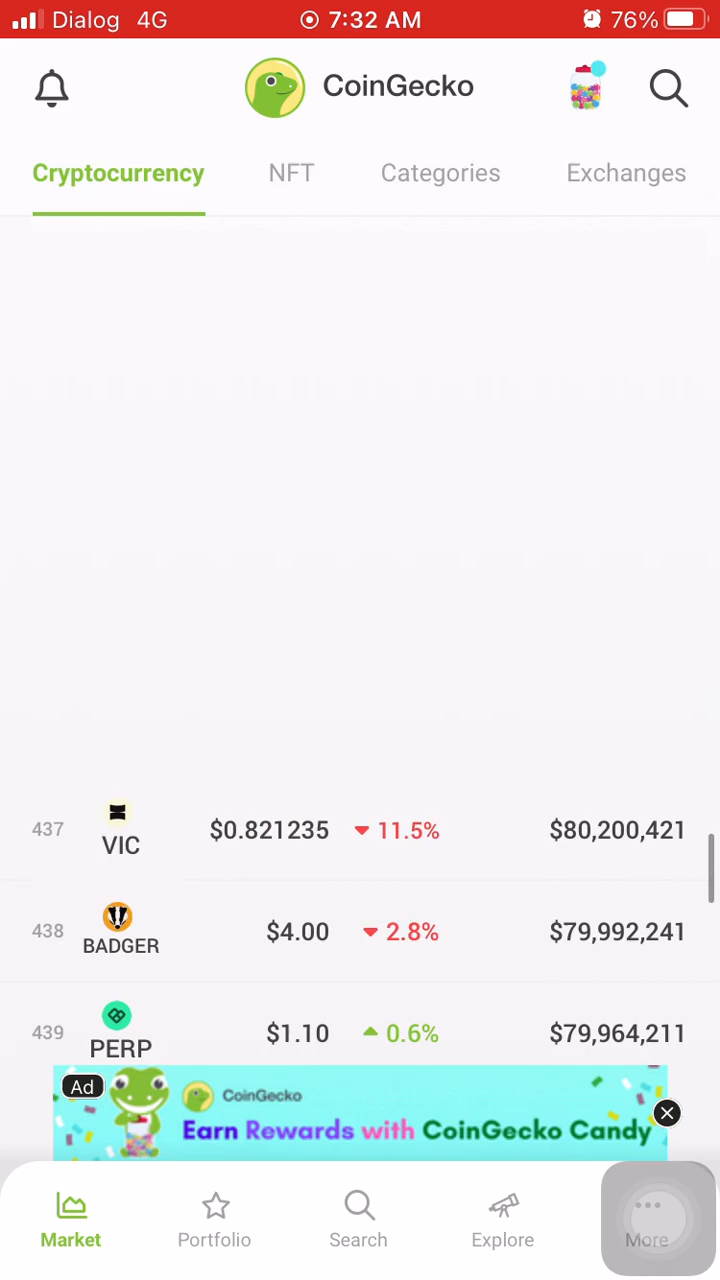 Dialog 4G 7:32 AM 76%
CoinGecko
Cryptocurrency NFT Categories Exchanges
437 VIC $0.821235 11.5% $80,200,421
438 BADGER $4.00 2.8% $79,992,241
439 PERP $1.10 0.6% $79,964,211
Ad
CoinGecko
Earn Rewards with CoinGecko Candy
Market Portfolio Search Explore More